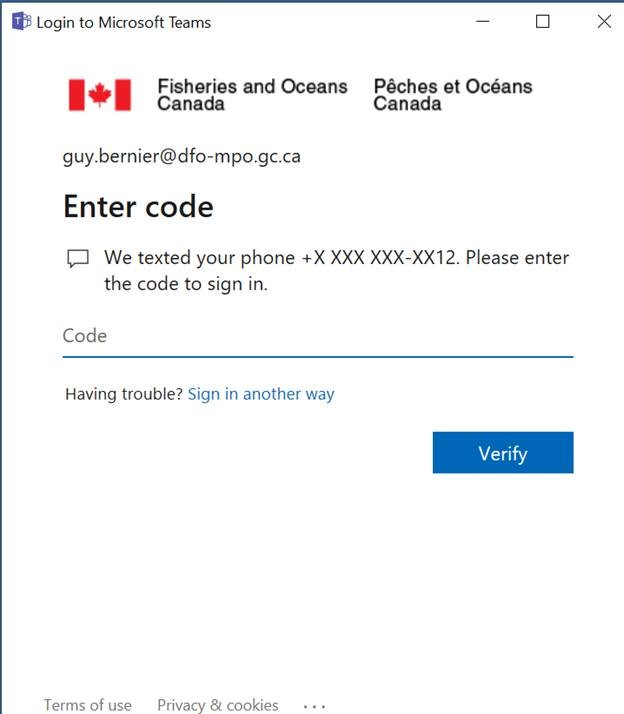 Login to Microsoft Teams
Fisheries and Oceans Canada
Pêches et Océans Canada
guy.bernier@dfo-mpo.gc.ca
Enter code
We texted your phone +X XXX XXX-XX12. Please enter
the code to sign in.
Code
Having trouble? Sign in another way
Verify
Terms of use Privacy & cookies ...